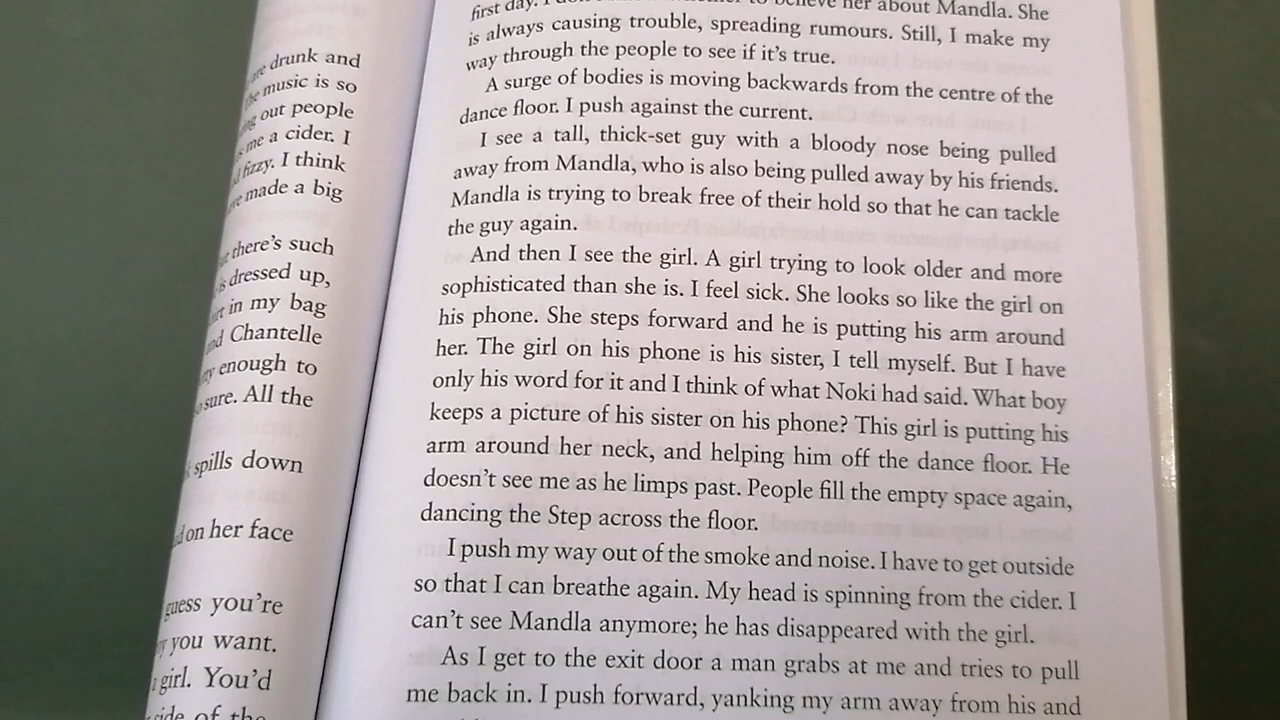 drunk and
music is so
out people
me a cider. I
fizzy. I think
made a big
there's such
dressed up,
in my bag
Chantelle
enough to
sure. All the
spills down
on her face
guess you're
you want.
girl. You'd
side of the
first day. I believe her about Mandla. She
is always causing trouble, spreading rumours. Still, I make my
way through the people to see if it's true.
A surge of bodies is moving backwards from the centre of the
dance floor. I push against the current.
I see a tall, thick-set guy with a bloody nose being pulled
away from Mandla, who is also being pulled away by his friends.
Mandla is trying to break free of their hold so that he can tackle
the guy again.
And then I see the girl. A girl trying to look older and more
sophisticated than she is. I feel sick. She looks so like the girl on
his phone. She steps forward and he is putting his arm around
her. The girl on his phone is his sister, I tell myself. But I have
only his word for it and I think of what Noki had said. What boy
keeps a picture of his sister on his phone? This girl is putting his
arm around her neck, and helping him off the dance floor. He
doesn't see me as he limps past. People fill the empty space again,
dancing the Step across the floor.
I push my way out of the smoke and noise. I have to get outside
so that I can breathe again. My head is spinning from the cider. I
can't see Mandla anymore; he has disappeared with the girl.
As I get to the exit door a man grabs at me and tries to pull
me back in. I push forward, yanking my arm away from his and